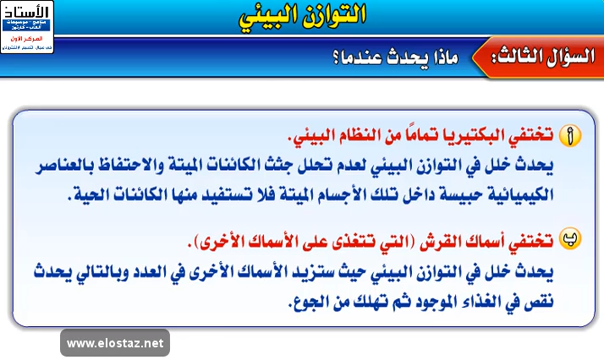 الأستاذ
المركز الأول
التوازن البيئي
السؤال الثالث: ماذا يحدث عندما؟
أ تختفي البكتيريا تمامًا من النظام البيئي.
يحدث خلل في التوازن البيئي لعدم تحلل جثث الكائنات الميتة والاحتفاظ بالعناصر
الكيميائية حبيسة داخل تلك الأجسام الميتة فلا تستفيد منها الكائنات الحية.
ب تختفي أسماك القرش (التي تتغذى على الأسماك الأخرى).
يحدث خلل في التوازن البيئي حيث ستزيد الأسماك الأخرى في العدد وبالتالي يحدث
نقص في الغذاء الموجود ثم تهلك من الجوع.
www.elostaz.net